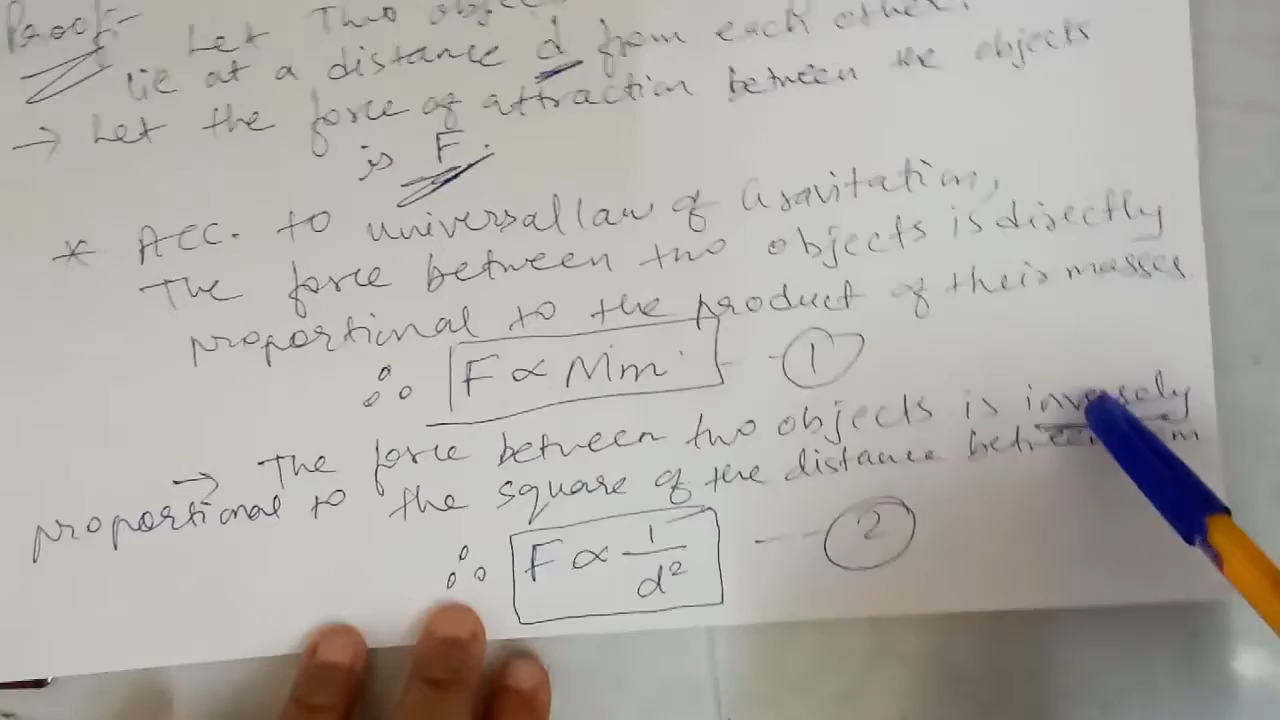 Proof:-
Let Two objec
lie at a distance d from each other.
→ Let the force of attraction between the objects
is F.
* Acc. to universal law of Gravitation,
The force between two objects is directly
proportional to the product of their masses
∴ F ∝ Mm --- 1
→ The force between two objects is inversely
proportional to the square of the distance between
∴ F ∝ 1/d² --- 2